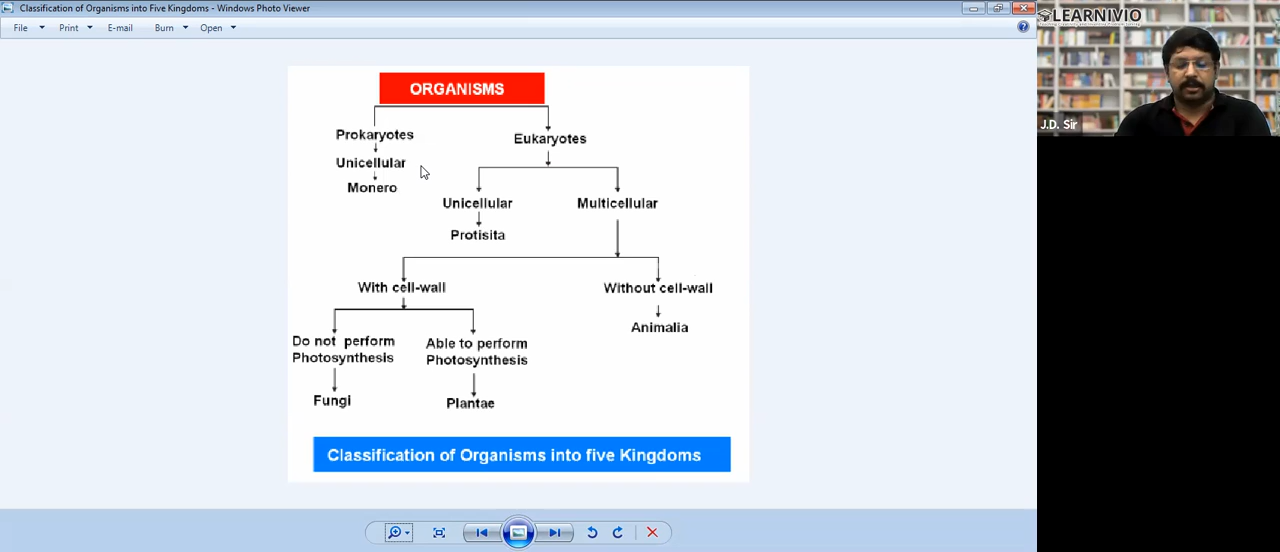 Classification of Organisms into Five Kingdoms - Windows Photo Viewer
File Print E-mail Burn Open
LEARNIVIO
J.D. Sir
ORGANISMS
Prokaryotes
Eukaryotes
Unicellular
Monero
Unicellular
Multicellular
Protisita
With cell-wall
Without cell-wall
Animalia
Do not perform
Photosynthesis
Able to perform
Photosynthesis
Fungi
Plantae
Classification of Organisms into five Kingdoms